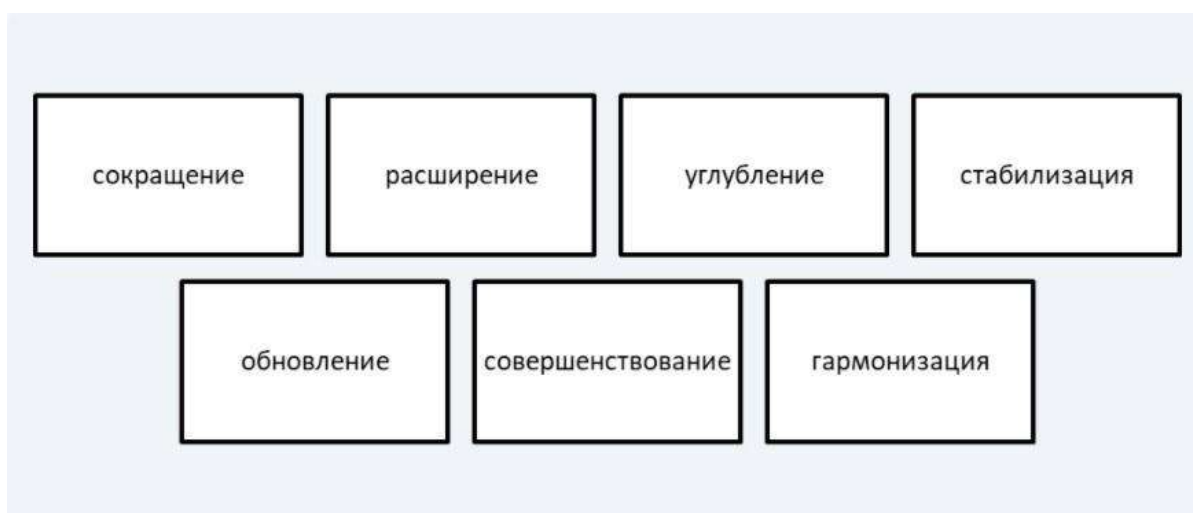 сокращение
расширение
углубление
стабилизация
обновление
совершенствование
гармонизация